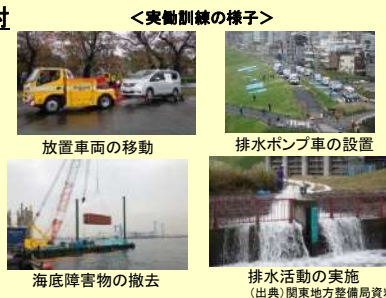 村
＜実働訓練の様子＞
放置車両の移動
排水ポンプ車の設置
海底障害物の撤去
排水活動の実施
（出典）関東地方整備局資料